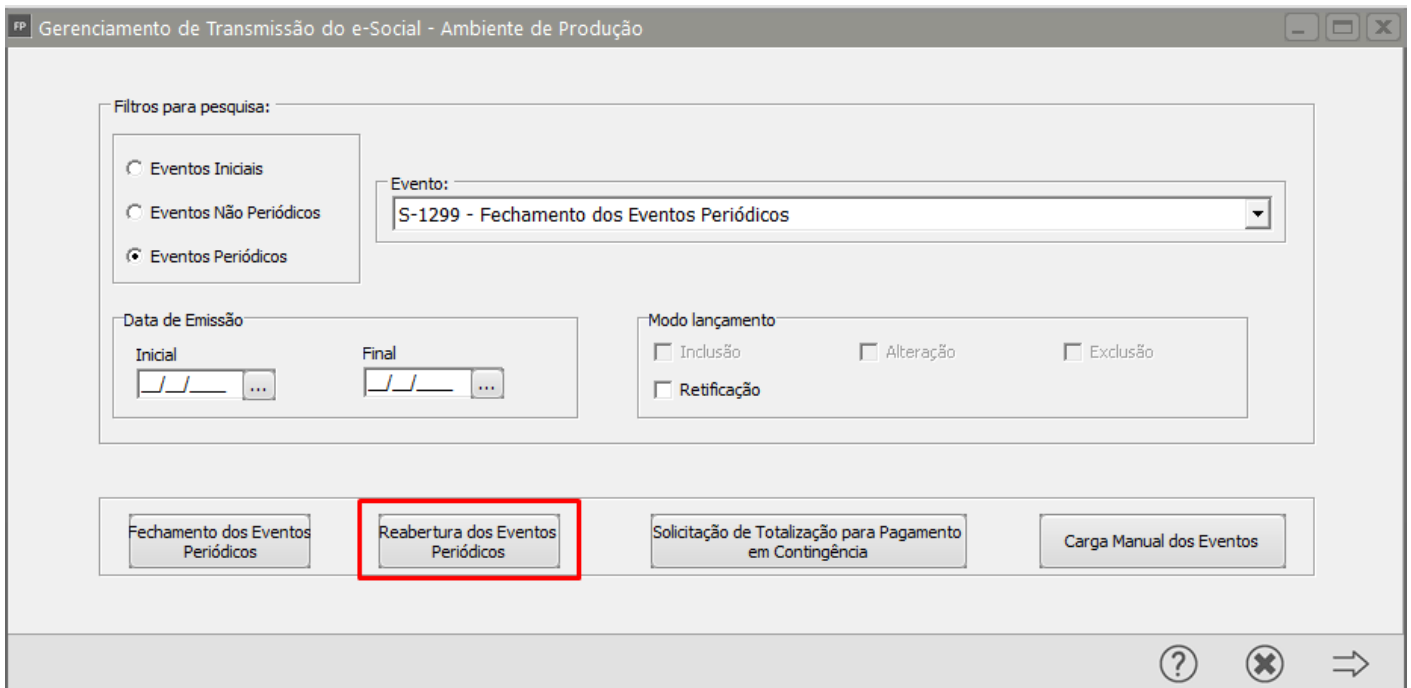 FP Gerenciamento de Transmissão do e-Social - Ambiente de Produção
Filtros para pesquisa:
Eventos Iniciais
Eventos Não Periódicos
Eventos Periódicos
Evento:
S-1299 - Fechamento dos Eventos Periódicos
Data de Emissão
Inicial
Final
__/__/____ ...
__/__/____ ...
Modo lançamento
Inclusão
Alteração
Exclusão
Retificação
Fechamento dos Eventos
Periódicos
Reabertura dos Eventos
Periódicos
Solicitação de Totalização para Pagamento
em Contingência
Carga Manual dos Eventos
?